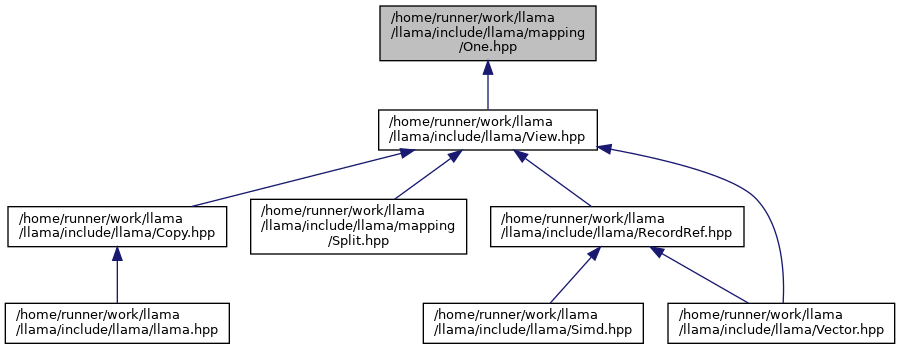 /home/runner/work/llama
/llama/include/llama/mapping
/One.hpp
/home/runner/work/llama
/llama/include/llama/View.hpp
/home/runner/work/llama
/llama/include/llama/Copy.hpp
/home/runner/work/llama
/llama/include/llama/mapping
/Split.hpp
/home/runner/work/llama
/llama/include/llama/RecordRef.hpp
/home/runner/work/llama
/llama/include/llama/llama.hpp
/home/runner/work/llama
/llama/include/llama/Simd.hpp
/home/runner/work/llama
/llama/include/llama/Vector.hpp